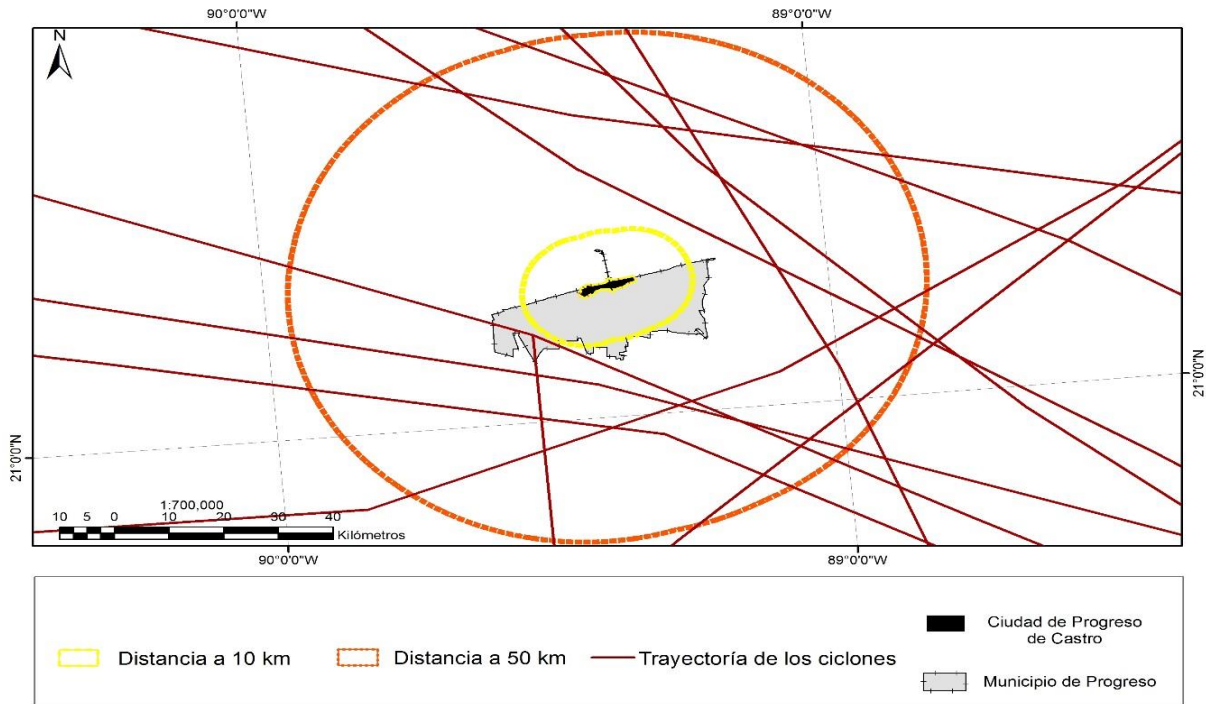 90°0'0"W
89°0'0"W
N
21°0'0"N
21°0'0"N
1:700,000
10 5 0 10 20 30 40
Kilómetros
90°0'0"W
89°0'0"W
Distancia a 10 km
Distancia a 50 km
Trayectoría de los ciclones
Ciudad de Progreso
de Castro
Municipio de Progreso